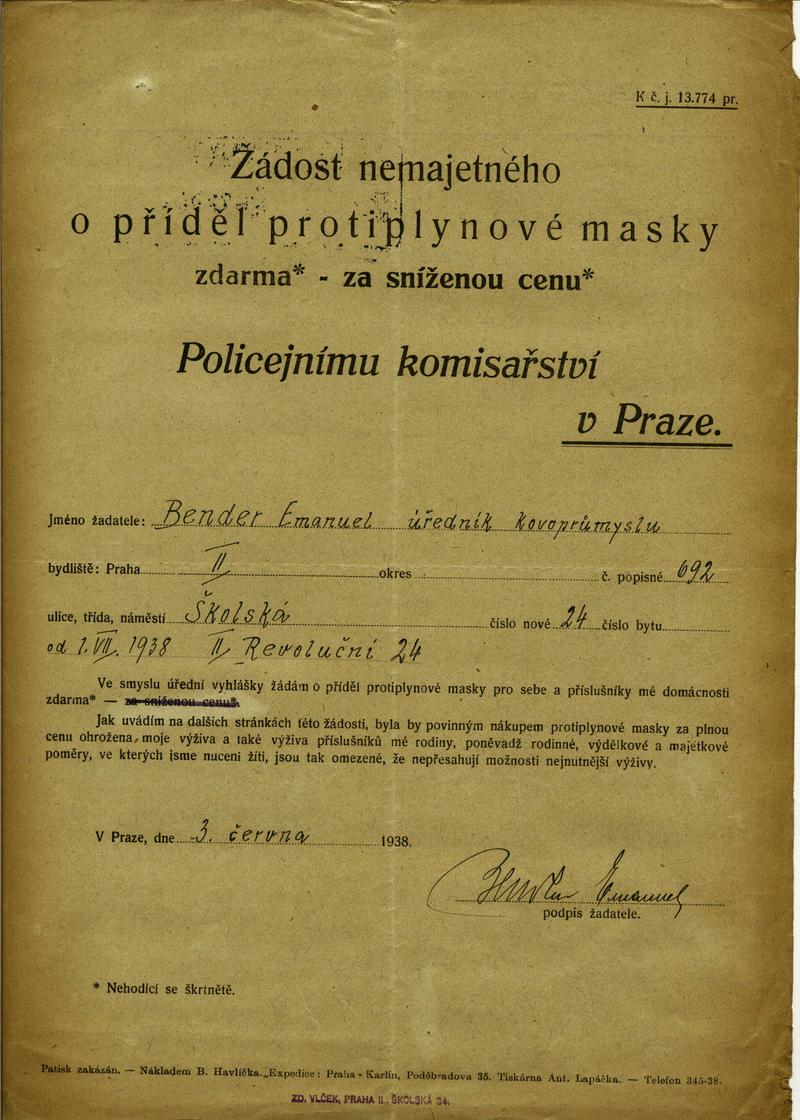 K č. j. 13.774 pr.
Žádost nemajetného
o příděl protiplynové masky
zdarma* - za sníženou cenu*
Policejnímu komisařství
v Praze.
Jméno žadatele: Bender Emanuel úředník kovoprůmyslu
bydliště: Praha II. okres č. popisné 692
ulice, třída, náměstí Školská číslo nové 24 číslo bytu
od 1. VII. 1938 II, Revoluční 24
Ve smyslu úřední vyhlášky žádám o příděl protiplynové masky pro sebe a příslušníky mé domácnosti
zdarma* — za sníženou cenu*.
Jak uvádím na dalších stránkách této žádosti, byla by povinným nákupem protiplynové masky za plnou
cenu ohrožena moje výživa a také výživa příslušníků mé rodiny, poněvadž rodinné, výdělkové a majetkové
poměry, ve kterých jsme nuceni žíti, jsou tak omezené, že nepřesahují možnosti nejnutnější výživy.
V Praze, dne 3. června 1938.
Bender Emanuel
podpis žadatele.
* Nehodící se škrtnětě.
Patisk zakázán. — Nákladem B. Havlíčka. Expedice: Praha - Karlín, Poděbradova 35. Tiskárna Ant. Lapáčka. — Telefon 345-38.
ZD. VLČEK, PRAHA II., ŠKOLSKÁ 34.